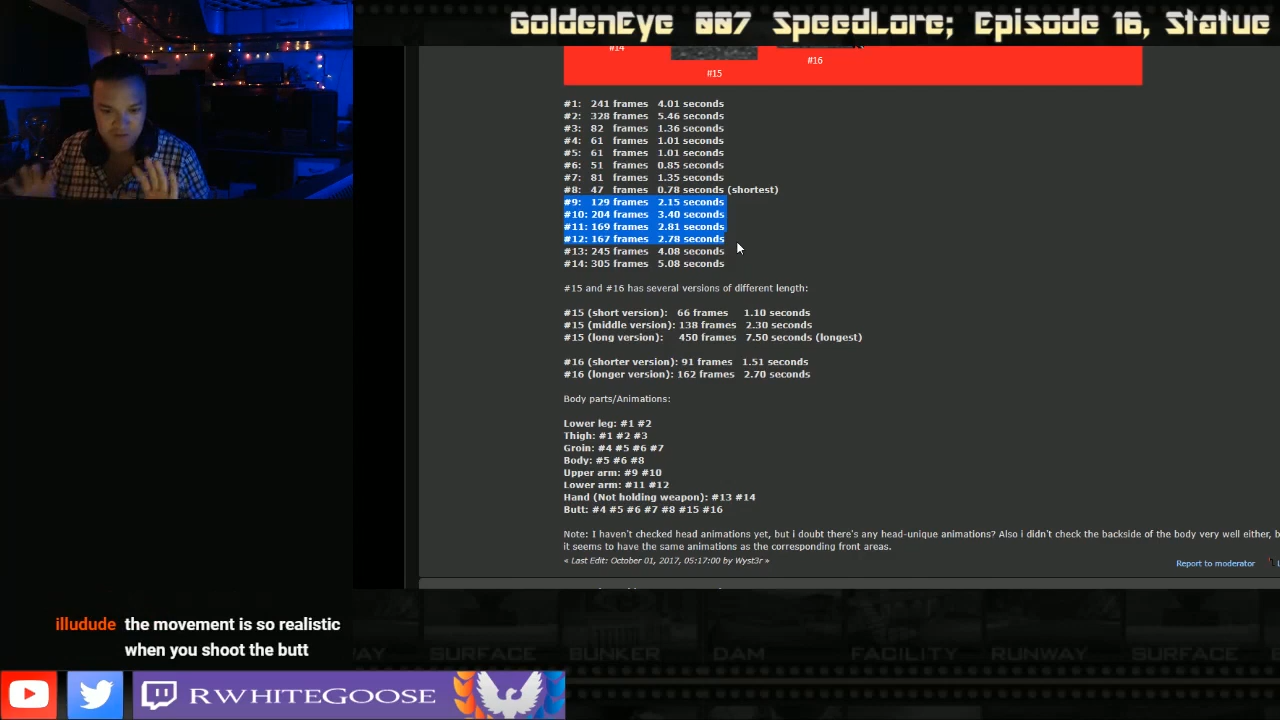 GoldenEye 007 SpeedLore; Episode 16, Statue
#14
#16
#15
#1: 241 frames 4.01 seconds
#2: 328 frames 5.46 seconds
#3: 82 frames 1.36 seconds
#4: 61 frames 1.01 seconds
#5: 61 frames 1.01 seconds
#6: 51 frames 0.85 seconds
#7: 81 frames 1.35 seconds
#8: 47 frames 0.78 seconds (shortest)
#9: 129 frames 2.15 seconds
#10: 204 frames 3.40 seconds
#11: 169 frames 2.81 seconds
#12: 167 frames 2.78 seconds
#13: 245 frames 4.08 seconds
#14: 305 frames 5.08 seconds
#15 and #16 has several versions of different length:
#15 (short version): 66 frames 1.10 seconds
#15 (middle version): 138 frames 2.30 seconds
#15 (long version): 450 frames 7.50 seconds (longest)
#16 (shorter version): 91 frames 1.51 seconds
#16 (longer version): 162 frames 2.70 seconds
Body parts/Animations:
Lower leg: #1 #2
Thigh: #1 #2 #3
Groin: #4 #5 #6 #7
Body: #5 #6 #8
Upper arm: #9 #10
Lower arm: #11 #12
Hand (Not holding weapon): #13 #14
Butt: #4 #5 #6 #7 #8 #15 #16
Note: I haven't checked head animations yet, but i doubt there's any head-unique animations? Also i didn't check the backside of the body very well either, b
it seems to have the same animations as the corresponding front areas.
« Last Edit: October 01, 2017, 05:17:00 by Wyst3r »
Report to moderator
illudude the movement is so realistic
when you shoot the butt
SURFACE BUNKER DAM FACILITY RUNWAY SURFACE
RWHITEGOOSE